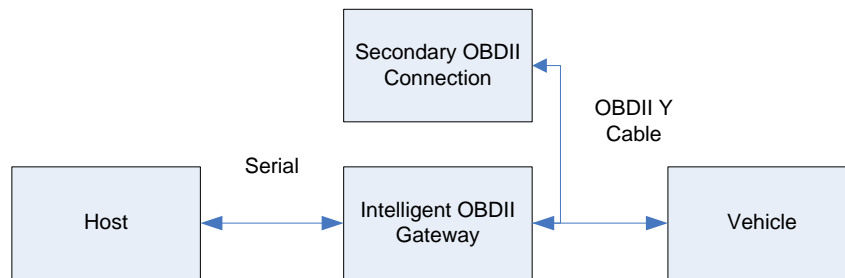 Secondary OBDII
Connection
OBDII Y
Cable
Serial
Host
Intelligent OBDII
Gateway
Vehicle